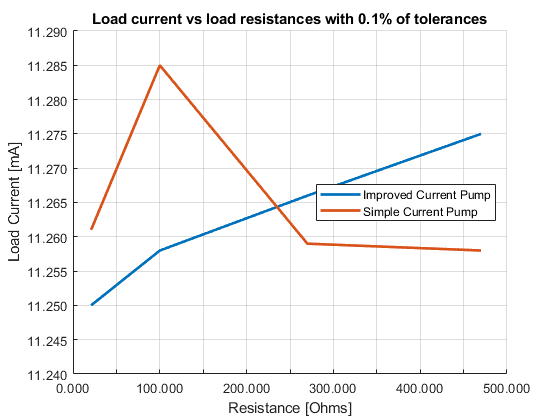 Load current vs load resistances with 0.1% of tolerances
11.290
11.285
11.280
11.275
11.270
11.265
11.260
11.255
11.250
11.245
11.240
Load Current [mA]
Improved Current Pump
Simple Current Pump
0.000 100.000 200.000 300.000 400.000 500.000
Resistance [Ohms]